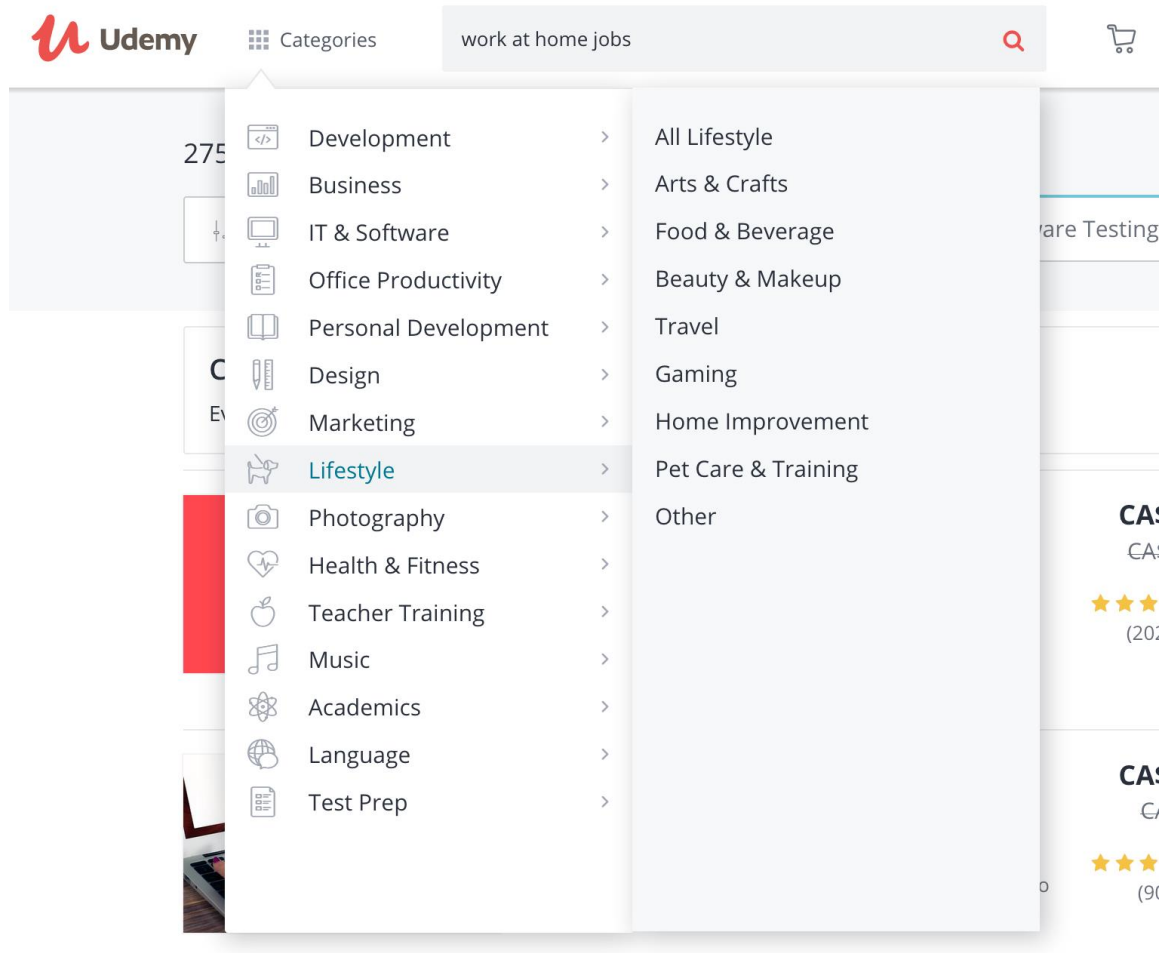 Udemy
Categories
work at home jobs
275
Development
Business
IT & Software
Office Productivity
Personal Development
Design
Marketing
Lifestyle
Photography
Health & Fitness
Teacher Training
Music
Academics
Language
Test Prep
All Lifestyle
Arts & Crafts
Food & Beverage
Beauty & Makeup
Travel
Gaming
Home Improvement
Pet Care & Training
Other
Testing